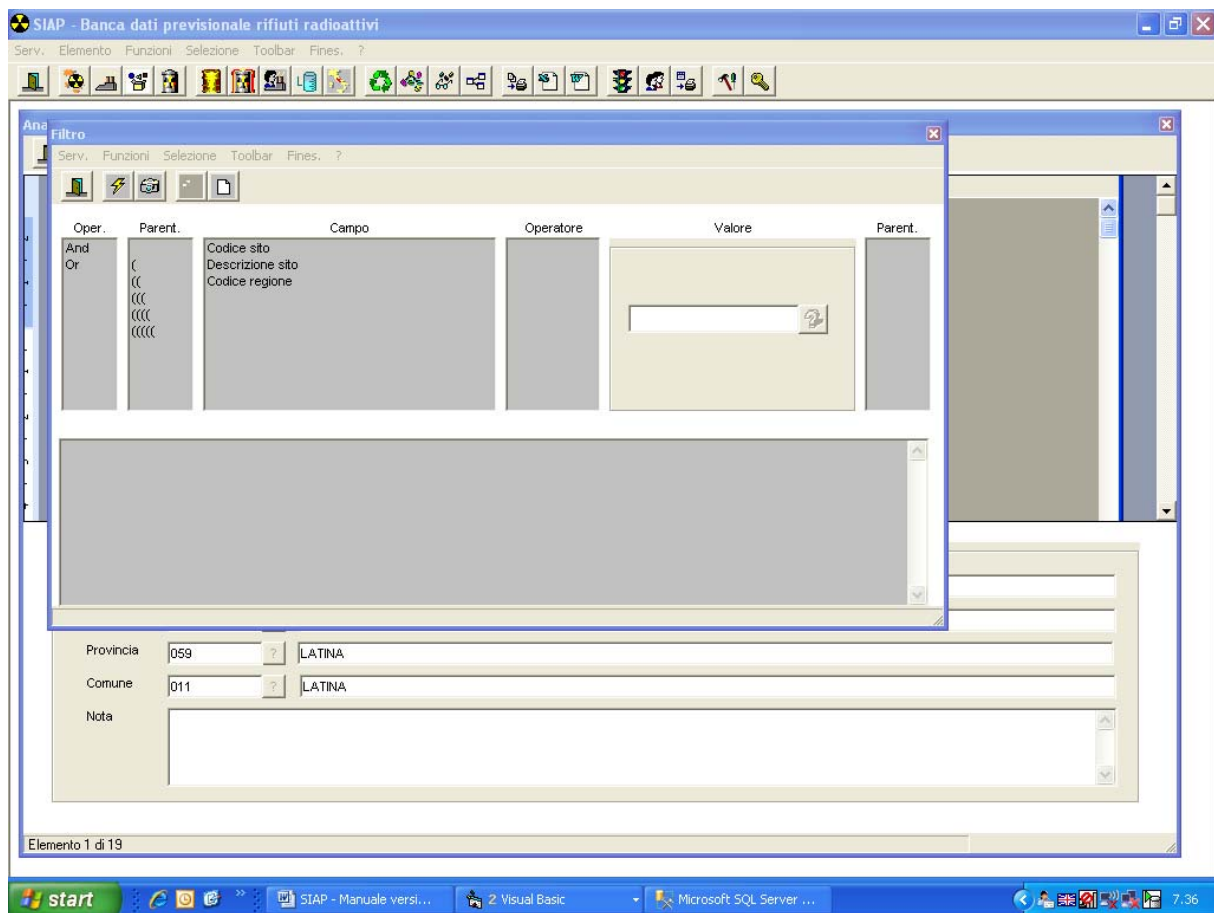 SIAP - Banca dati previsionale rifiuti radioattivi
Serv. Elemento Funzioni Selezione Toolbar Fines. ?
Ana
Filtro
Serv. Funzioni Selezione Toolbar Fines. ?
Oper. Parent. Campo Operatore Valore Parent.
And Codice sito
Or ( Descrizione sito
(( Codice regione
(((
((((
(((((
Provincia 059 ? LATINA
Comune 011 ? LATINA
Nota
Elemento 1 di 19
start SIAP - Manuale versi... 2 Visual Basic Microsoft SQL Server ... 7.36